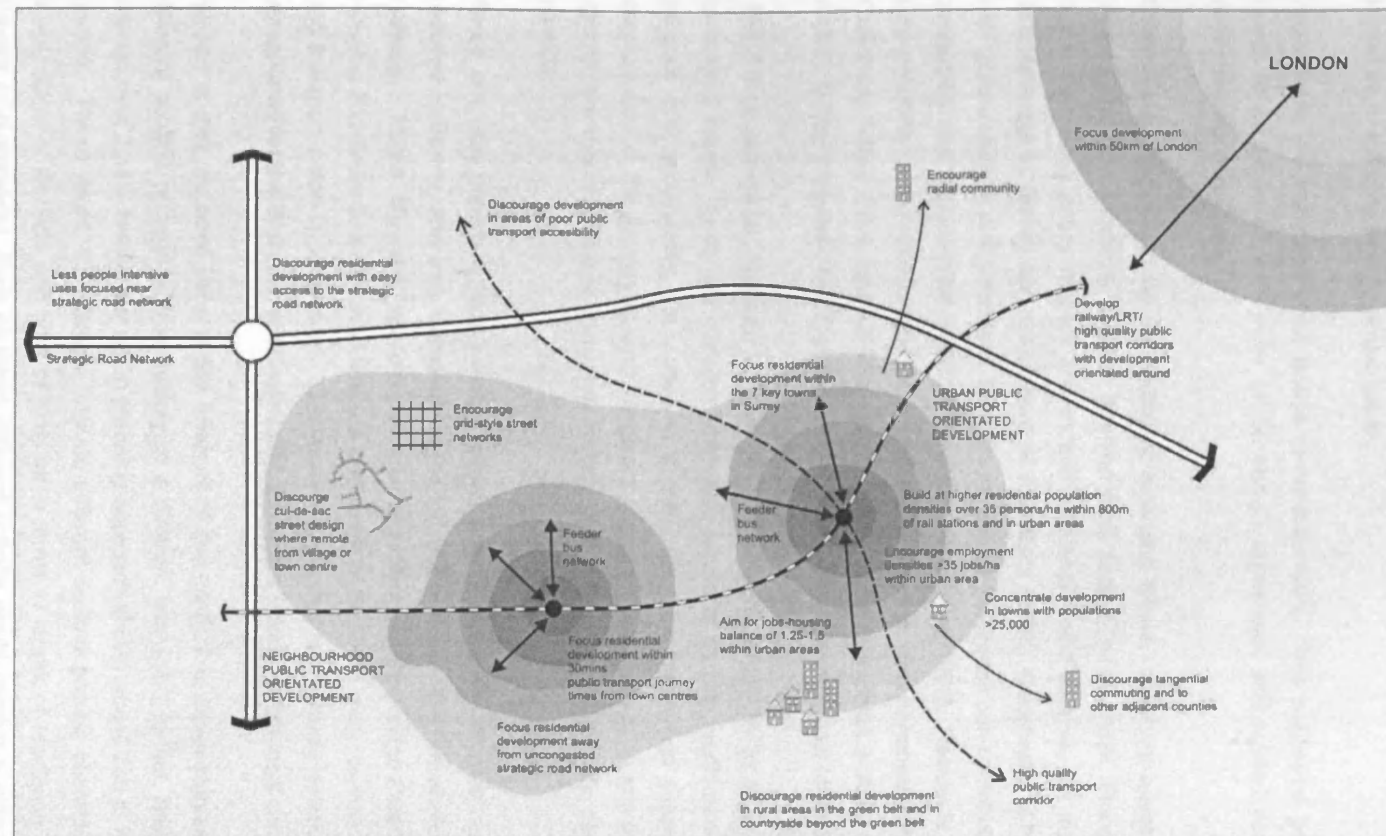 LONDON
Focus development
within 50km of London
Encourage
radial community
Discourage development
in areas of poor public
transport accesibility
Less people intensive
uses focused near
strategic road network
Discourage residential
development with easy
access to the strategic
road network
Strategic Road Network
Develop
railway/LRT/
high quality public
transport corridors
with development
orientated around
Focus residential
development within
the 7 key towns
in Surrey
URBAN PUBLIC
TRANSPORT
ORIENTATED
DEVELOPMENT
Encourage
grid-style street
networks
Discourge
cul-de-sac
street design
where remote
from village or
town centre
Feeder
bus
network
Feeder
bus
network
Build at higher residential population
densities over 35 persons/ha within 800m
of rail stations and in urban areas
Encourage employment
densities >35 jobs/ha
within urban area
Concentrate development
in towns with populations
>25,000
Aim for jobs-housing
balance of 1.25-1.5
within urban areas
Focus residential
development within
30mins
public transport journey
times from town centres
NEIGHBOURHOOD
PUBLIC TRANSPORT
ORIENTATED
DEVELOPMENT
Discourage tangential
commuting and to
other adjacent counties
Focus residential
development away
from uncongested
strategic road network
High quality
public transport
corridor
Discourage residential development
in rural areas in the green belt and in
countryside beyond the green belt